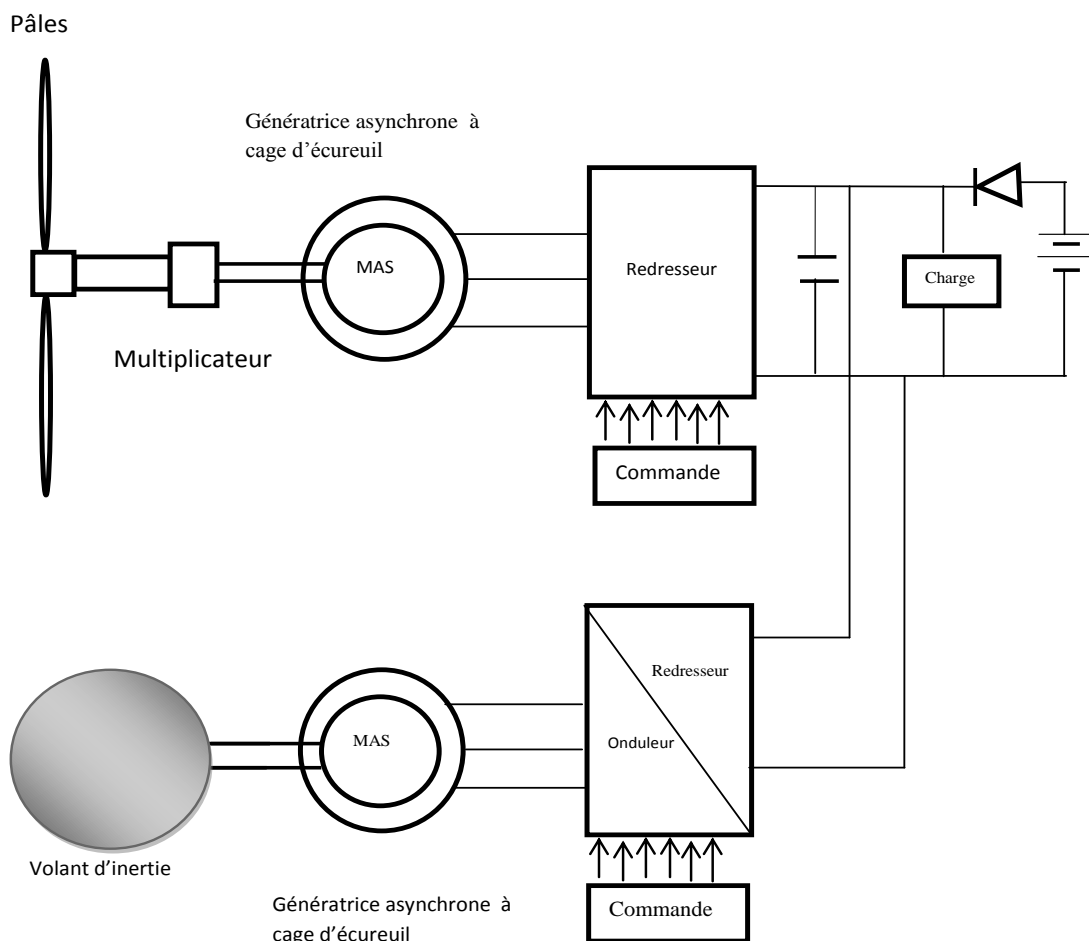 Pâles
Génératrice asynchrone à
cage d'écureuil
MAS
Redresseur
Charge
Multiplicateur
Commande
Redresseur
MAS
Onduleur
Volant d'inertie
Génératrice asynchrone à
cage d'écureuil
Commande